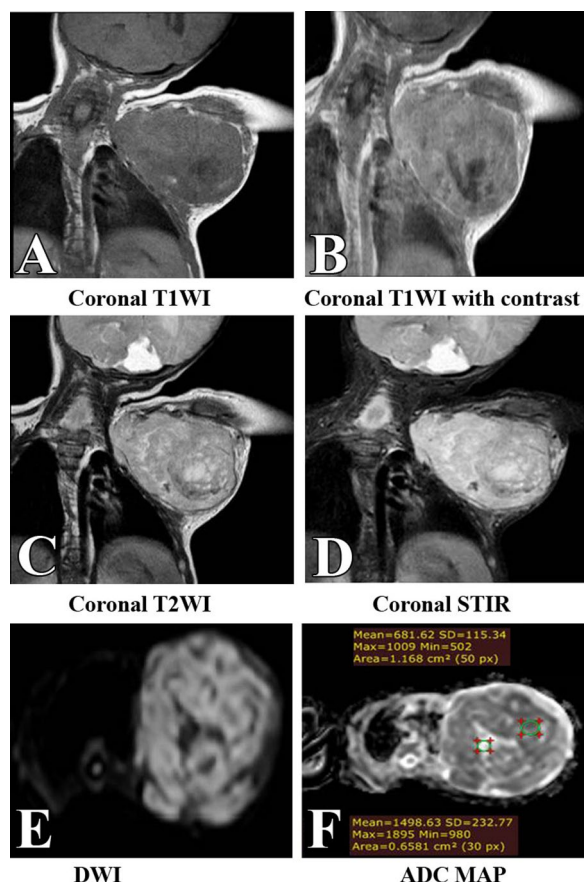 A
B
Coronal T1WI
Coronal T1WI with contrast
C
D
Coronal T2WI
Coronal STIR
E
Mean=681.62 SD=115.34
Max=1009 Min=502
Area=1.168 cm² (50 px)
F
Mean=1498.63 SD=232.77
Max=1895 Min=980
Area=0.6581 cm² (30 px)
DWI
ADC MAP